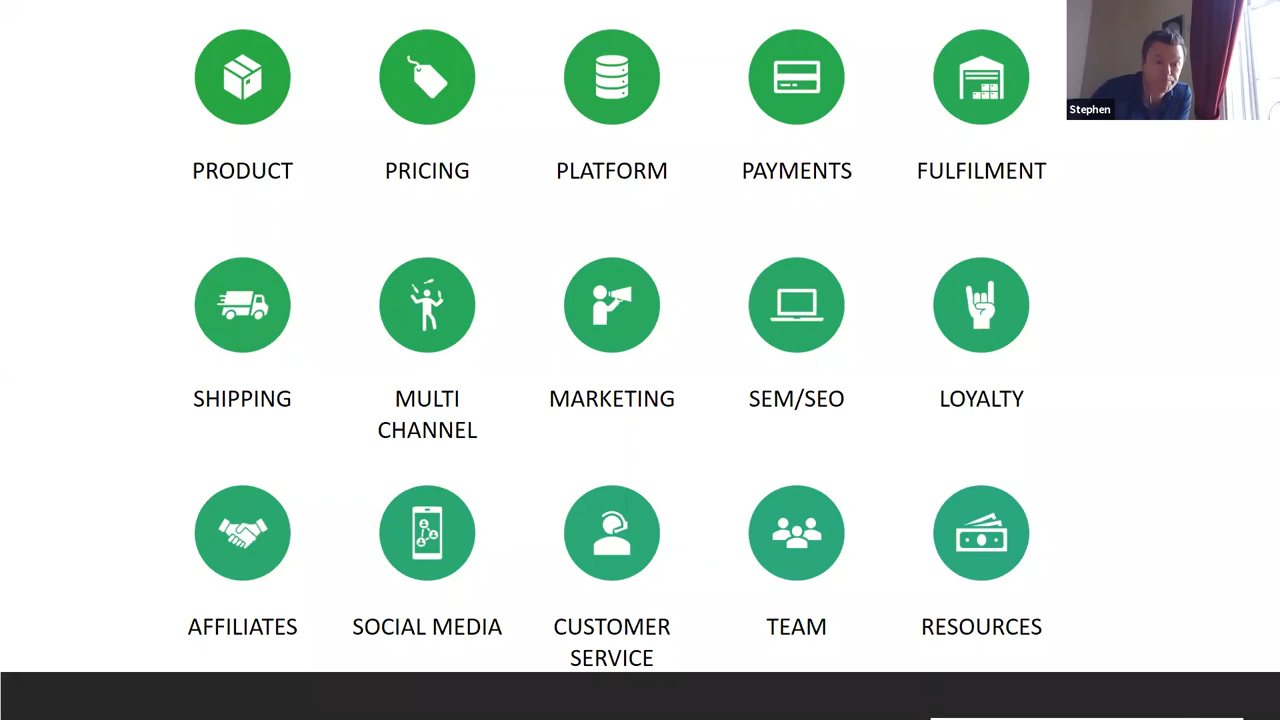 PRODUCT
PRICING
PLATFORM
PAYMENTS
FULFILMENT
Stephen
SHIPPING
MULTI
CHANNEL
MARKETING
SEM/SEO
LOYALTY
AFFILIATES
SOCIAL MEDIA
CUSTOMER
SERVICE
TEAM
RESOURCES